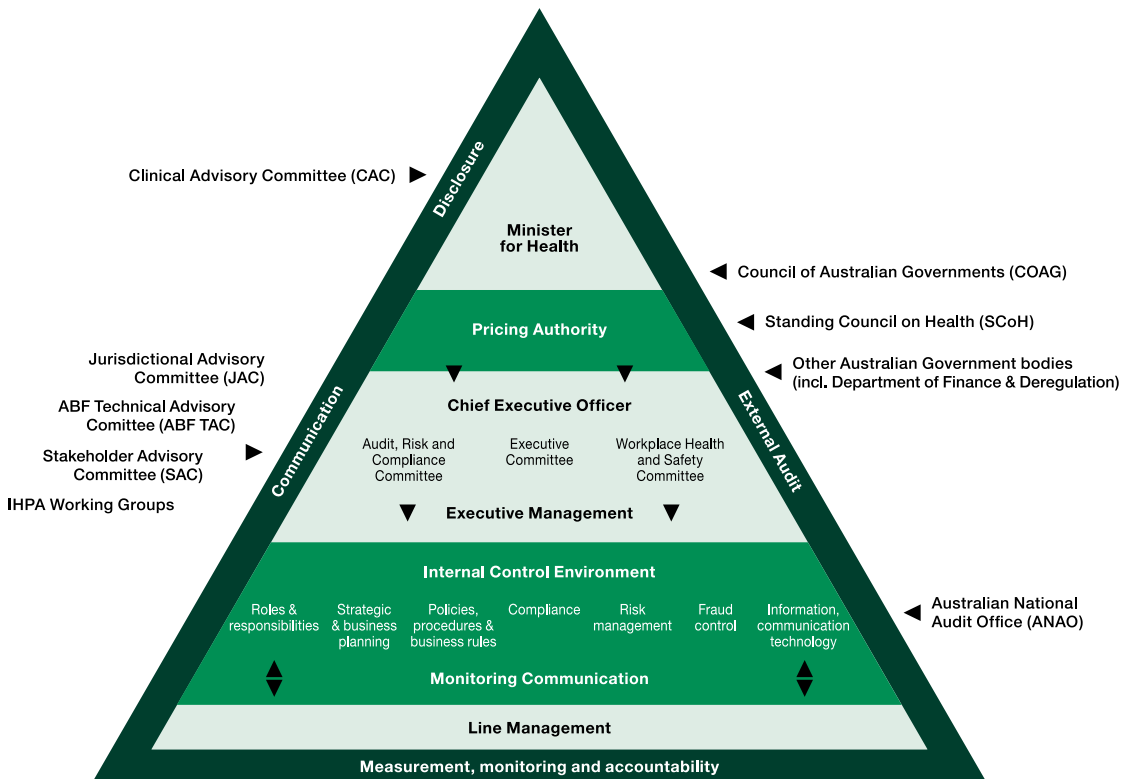 Disclosure
Clinical Advisory Committee (CAC)
Minister
for Health
Council of Australian Governments (COAG)
Pricing Authority
Standing Council on Health (SCoH)
Jurisdictional Advisory
Committee (JAC)
Other Australian Government bodies
(incl. Department of Finance & Deregulation)
ABF Technical Advisory
Comittee (ABF TAC)
Stakeholder Advisory
Committee (SAC)
IHPA Working Groups
Communication
External Audit
Chief Executive Officer
Audit, Risk and
Compliance
Committee
Executive
Committee
Workplace Health
and Safety
Committee
Executive Management
Internal Control Environment
Roles &
responsibilities
Strategic
& business
planning
Policies,
procedures &
business rules
Compliance
Risk
management
Fraud
control
Information,
communication
technology
Australian National
Audit Office (ANAO)
Monitoring Communication
Line Management
Measurement, monitoring and accountability